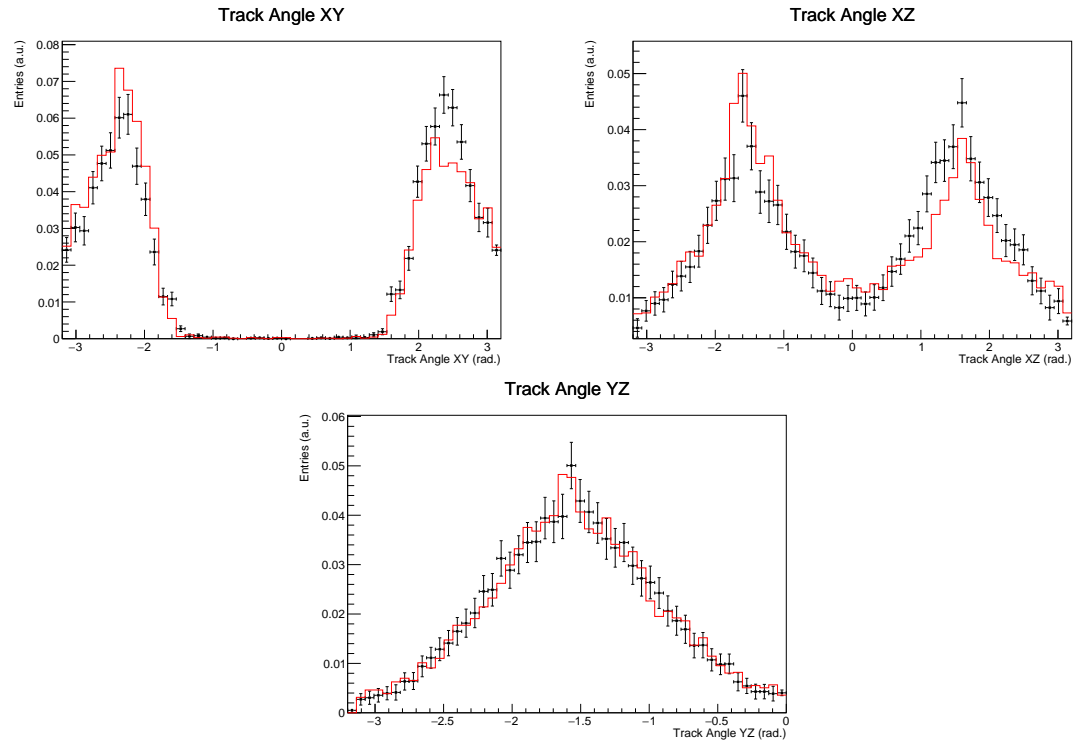 Track Angle XY
Entries (a.u.)
0.08
0.07
0.06
0.05
0.04
0.03
0.02
0.01
0
−3 −2 −1 0 1 2 3
Track Angle XY (rad.)
Track Angle XZ
Entries (a.u.)
0.05
0.04
0.03
0.02
0.01
−3 −2 −1 0 1 2 3
Track Angle XZ (rad.)
Track Angle YZ
Entries (a.u.)
0.06
0.05
0.04
0.03
0.02
0.01
0
−3 −2.5 −2 −1.5 −1 −0.5 0
Track Angle YZ (rad.)